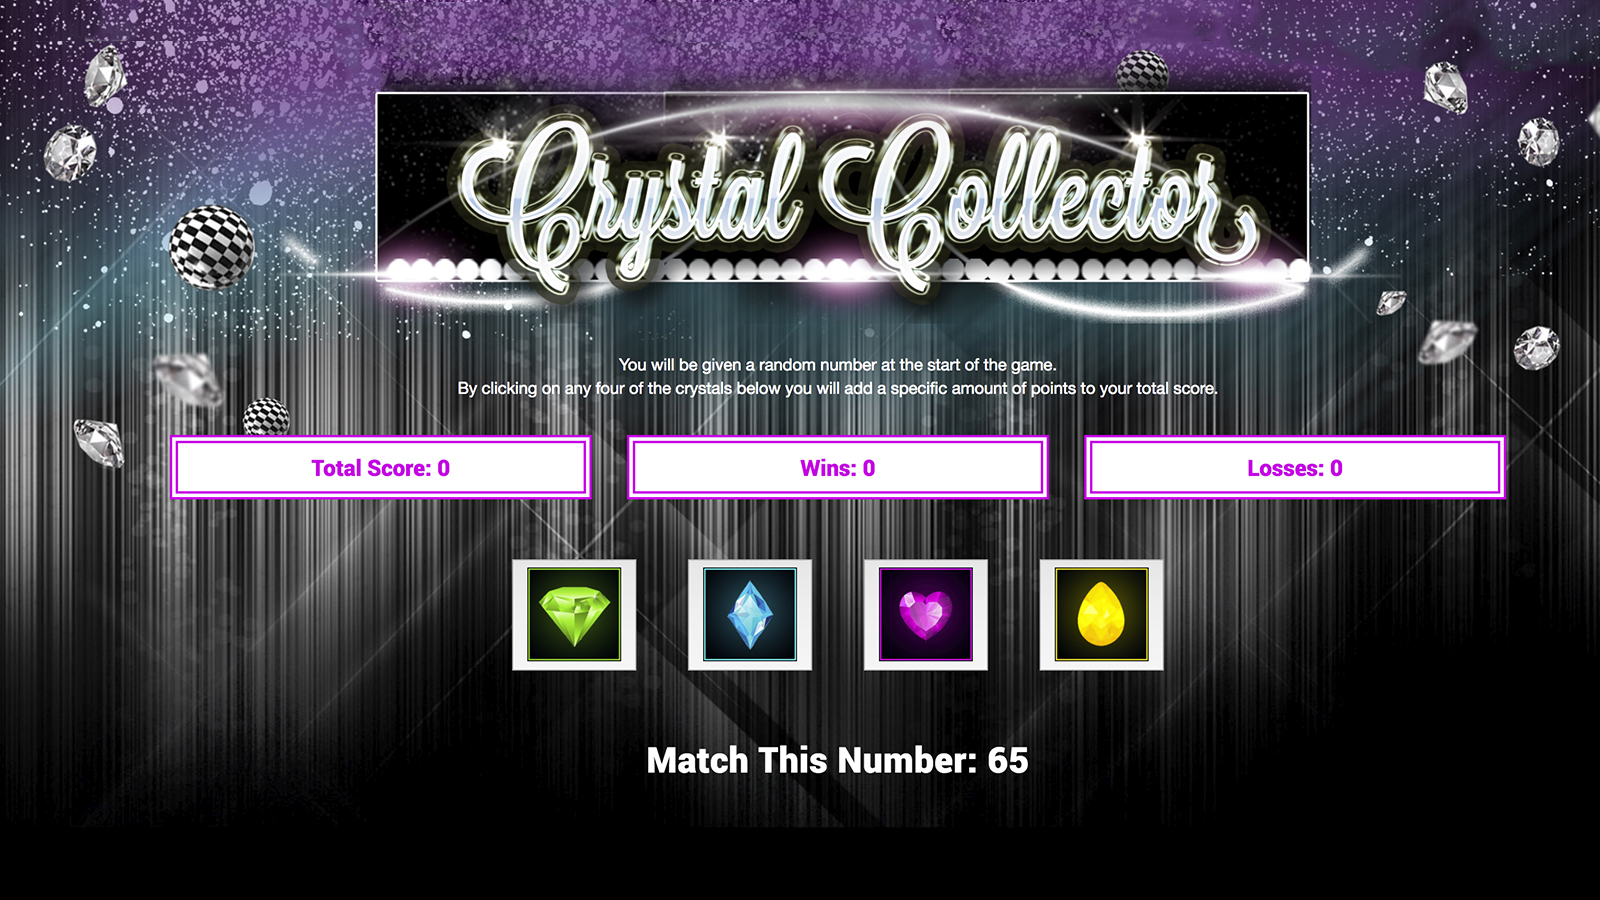 Crystal Collector
You will be given a random number at the start of the game.
By clicking on any four of the crystals below you will add a specific amount of points to your total score.
Total Score: 0
Wins: 0
Losses: 0
Match This Number: 65